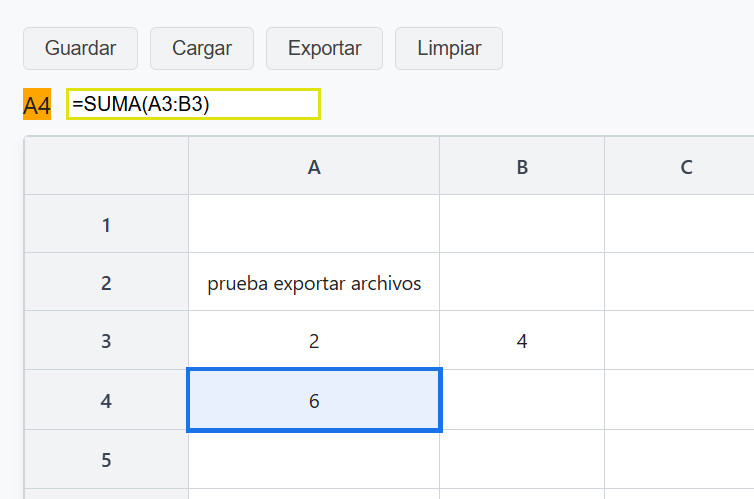 Guardar Cargar Exportar Limpiar
A4 =SUMA(A3:B3)
A B C
1
2 prueba exportar archivos
3 2 4
4 6
5